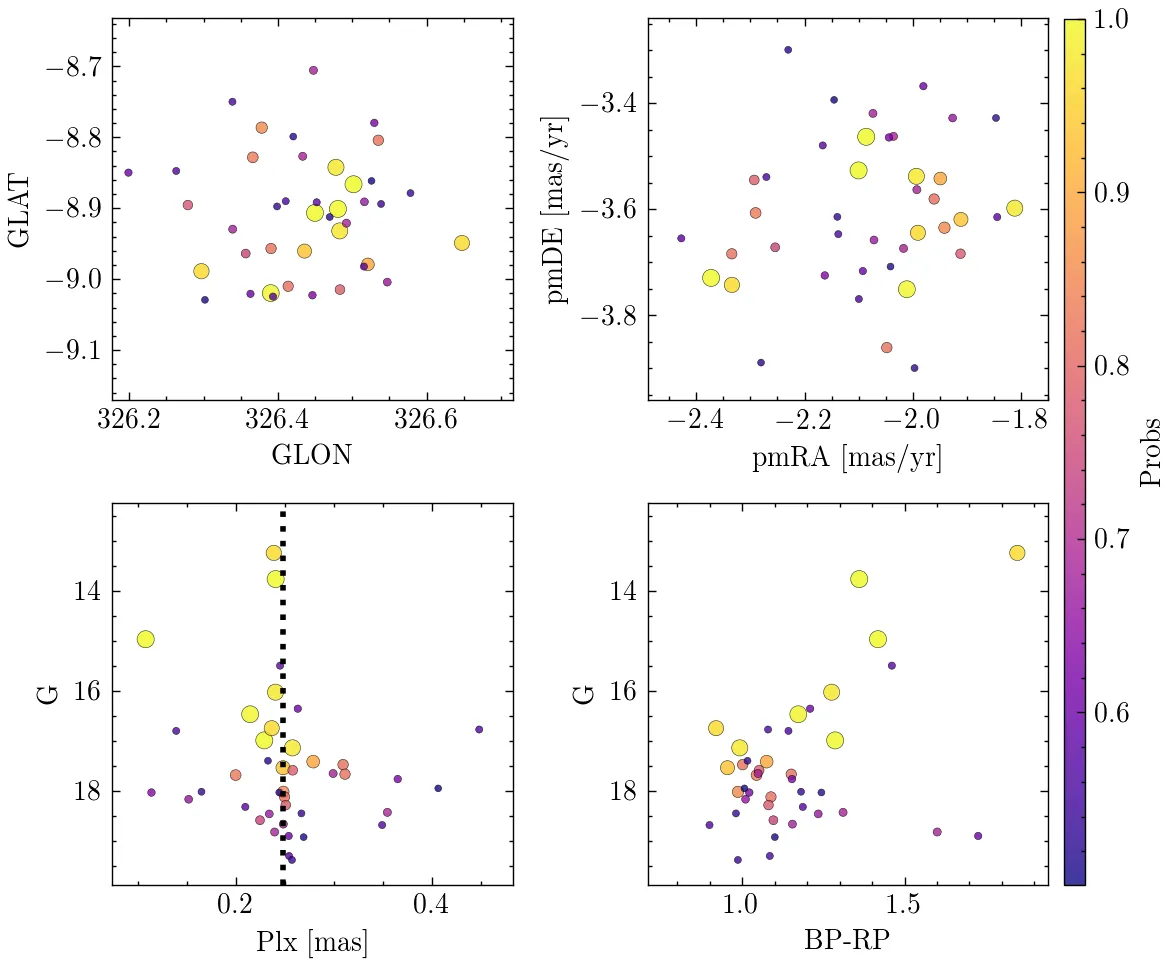 −8.7
−8.8
−8.9
−9.0
−9.1
GLAT
326.2 326.4 326.6
GLON
−3.4
−3.6
−3.8
pmDE [mas/yr]
−2.4 −2.2 −2.0 −1.8
pmRA [mas/yr]
14
16
18
G
0.2 0.4
Plx [mas]
14
16
18
G
1.0 1.5
BP-RP
1.0
0.9
0.8
0.7
0.6
Probs